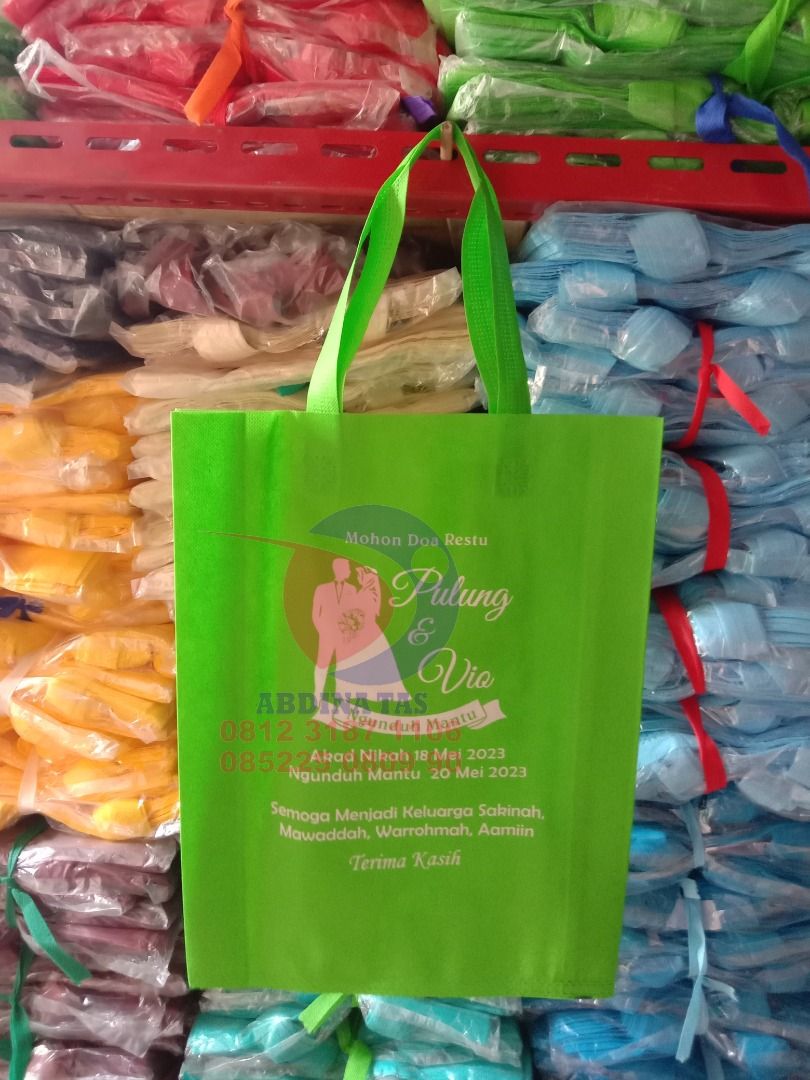 Mohon Doa Restu
Pulung
&
Vio
Ngunduh Mantu
ABDINA TAS
0812 3187 1106
Akad Nikah 18 Mei 2023
Ngunduh Mantu 20 Mei 2023
Semoga Menjadi Keluarga Sakinah,
Mawaddah, Warrohmah, Aamiin
Terima Kasih